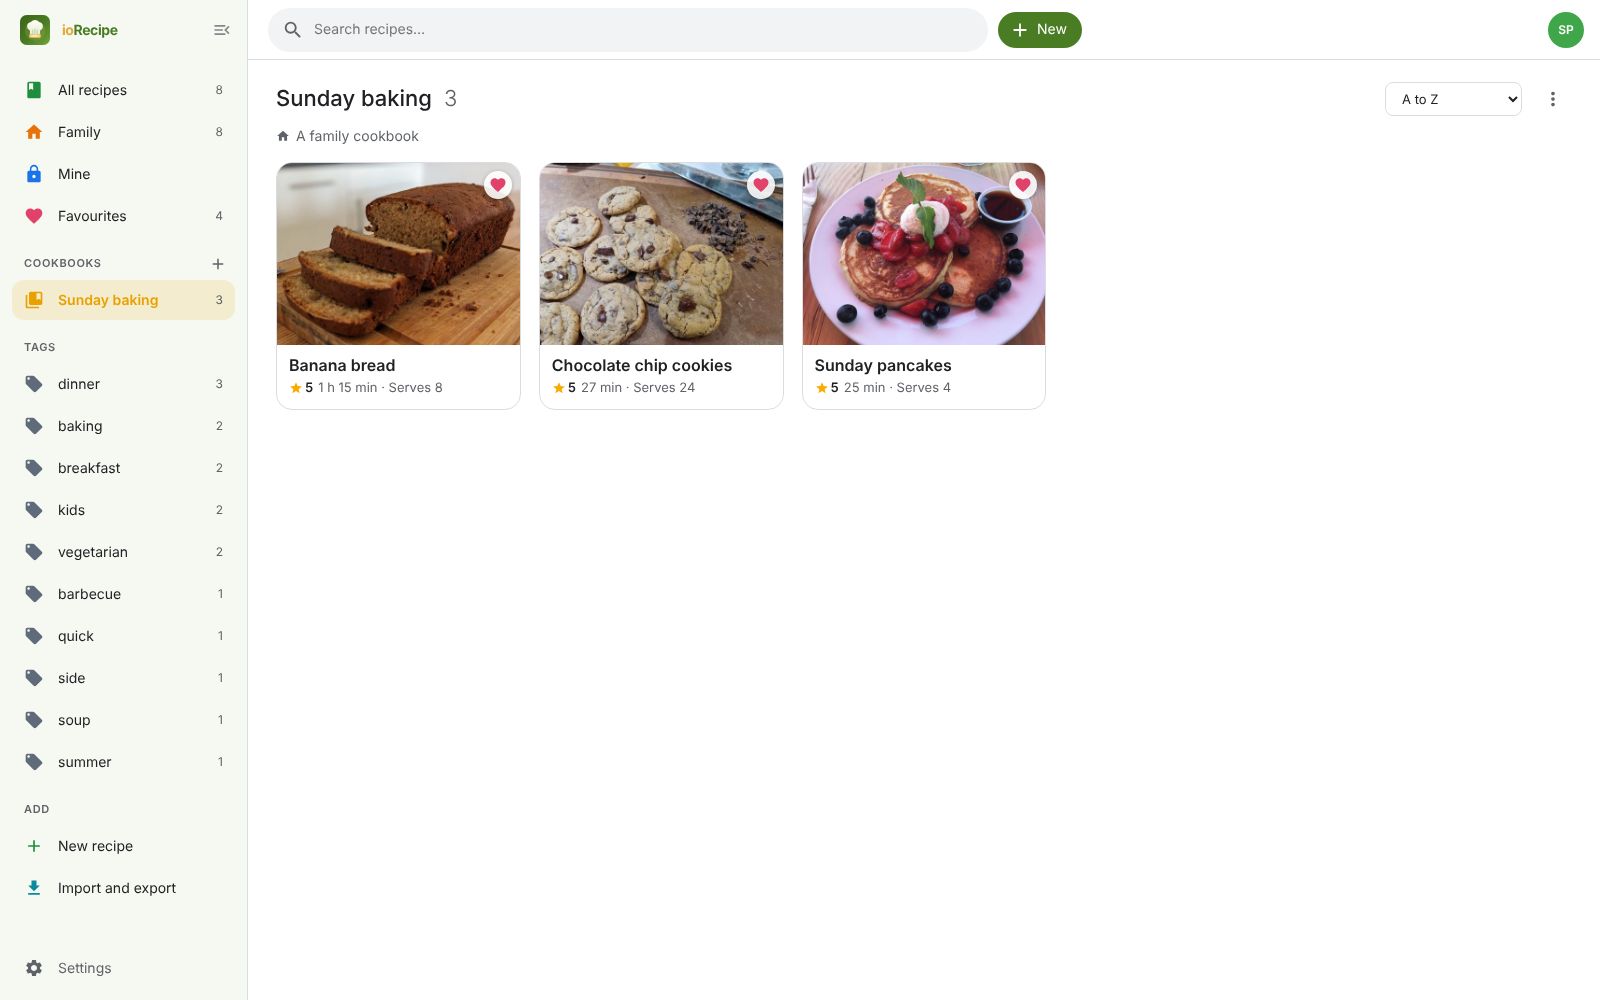 ioRecipe
Search recipes...
New
SP
All recipes 8
Family 8
Mine
Favourites 4
COOKBOOKS
Sunday baking 3
TAGS
dinner 3
baking 2
breakfast 2
kids 2
vegetarian 2
barbecue 1
quick 1
side 1
soup 1
summer 1
ADD
New recipe
Import and export
Settings
Sunday baking 3
A to Z
A family cookbook
Banana bread
5 1 h 15 min · Serves 8
Chocolate chip cookies
5 27 min · Serves 24
Sunday pancakes
5 25 min · Serves 4